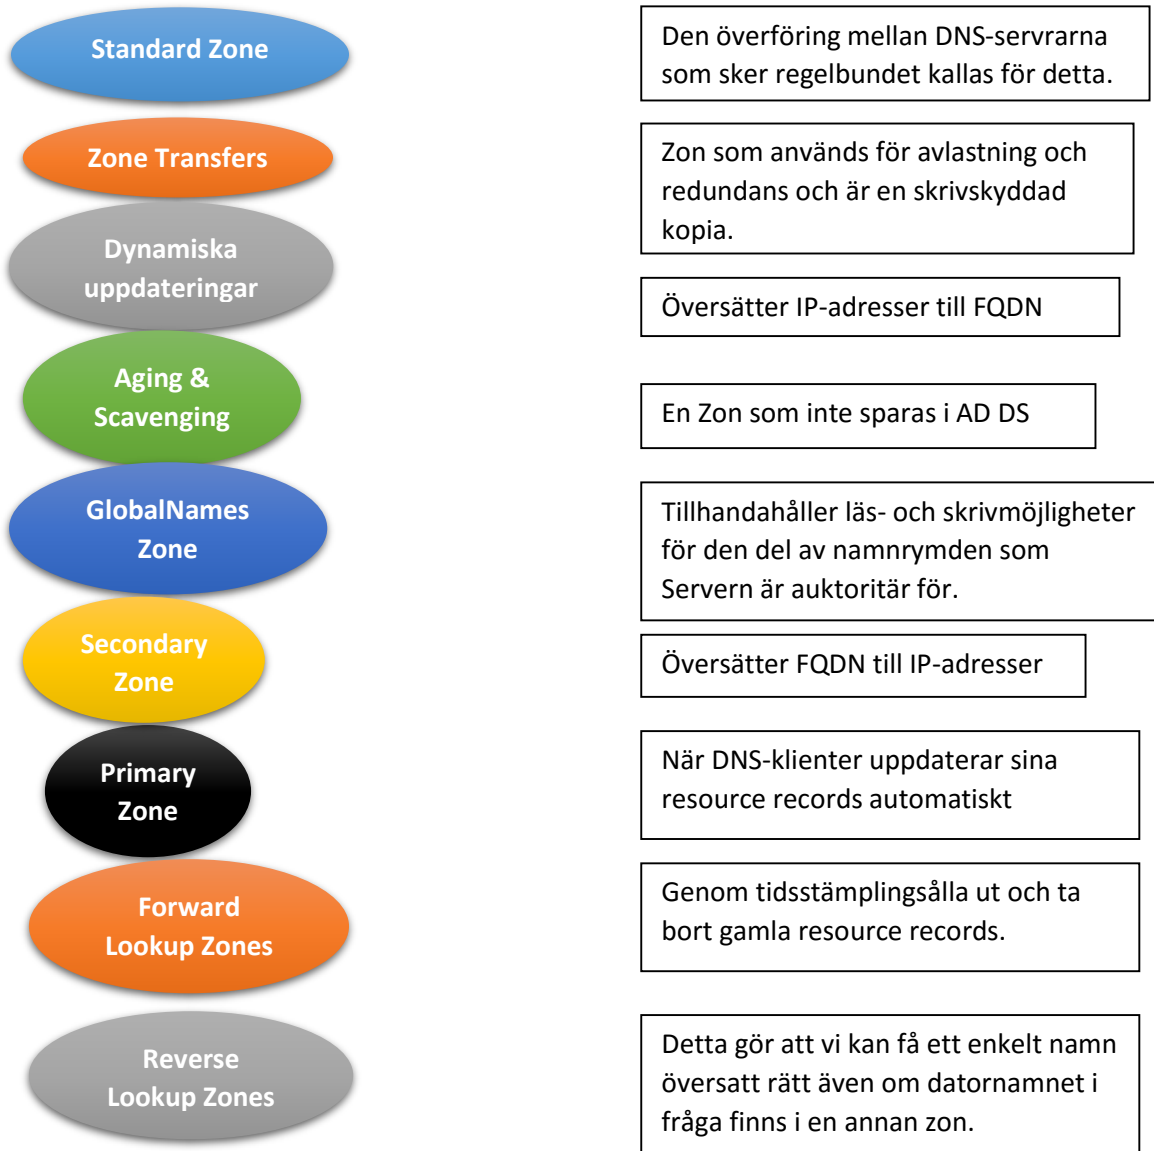 Standard Zone
Den överföring mellan DNS-servrarna
som sker regelbundet kallas för detta.
Zone Transfers
Zon som används för avlastning och
redundans och är en skrivskyddad
kopia.
Dynamiska
uppdateringar
Översätter IP-adresser till FQDN
Aging &
Scavenging
En Zon som inte sparas i AD DS
GlobalNames
Zone
Tillhandahåller läs- och skrivmöjligheter
för den del av namnrymden som
Servern är auktoritär för.
Secondary
Zone
Översätter FQDN till IP-adresser
Primary
Zone
När DNS-klienter uppdaterar sina
resource records automatiskt
Forward
Lookup Zones
Genom tidsstämplingsålla ut och ta
bort gamla resource records.
Reverse
Lookup Zones
Detta gör att vi kan få ett enkelt namn
översatt rätt även om datornamnet i
fråga finns i en annan zon.